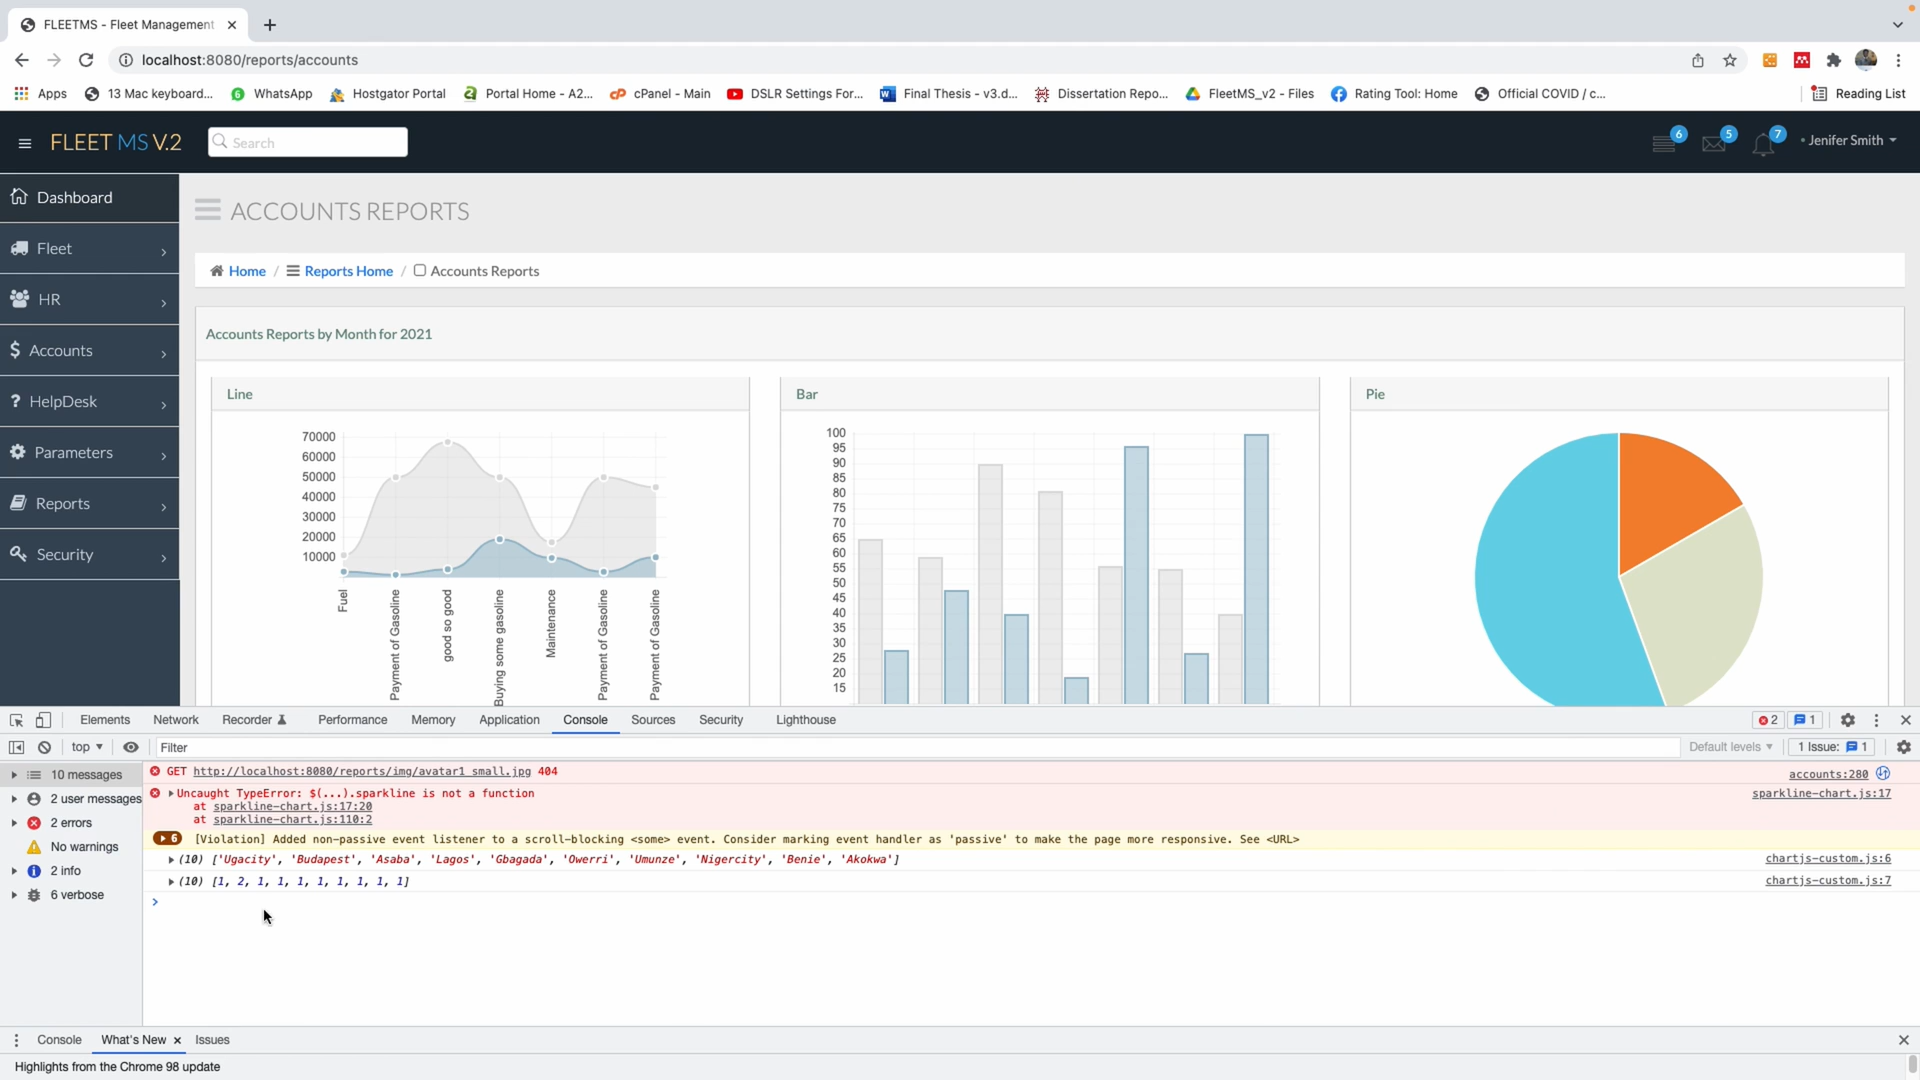 FLEETMS - Fleet Management
localhost:8080/reports/accounts
Apps 13 Mac keyboard... WhatsApp Hostgator Portal Portal Home - A2... cPanel - Main DSLR Settings For... Final Thesis - v3.d... Dissertation Repo... FleetMS_v2 - Files Rating Tool: Home Official COVID / c... Reading List
FLEET MS V.2 Search 6 5 7 Jenifer Smith
Dashboard
Fleet
HR
Accounts
HelpDesk
Parameters
Reports
Security
ACCOUNTS REPORTS
Home / Reports Home / Accounts Reports
Accounts Reports by Month for 2021
Line
70000
60000
50000
40000
30000
20000
10000
Fuel
Payment of Gasoline
good so good
Buying some gasoline
Maintenance
Payment of Gasoline
Payment of Gasoline
Bar
100
95
90
85
80
75
70
65
60
55
50
45
40
35
30
25
20
15
Pie
Elements Network Recorder Performance Memory Application Console Sources Security Lighthouse 2 1
top Filter Default levels 1 Issue: 1
10 messages
2 user messages
2 errors
No warnings
2 info
6 verbose
GET http://localhost:8080/reports/img/avatar1_small.jpg 404 accounts:280
Uncaught TypeError: $(...).sparkline is not a function sparkline-chart.js:17
at sparkline-chart.js:17:20
at sparkline-chart.js:110:2
6 [Violation] Added non-passive event listener to a scroll-blocking <some> event. Consider marking event handler as 'passive' to make the page more responsive. See <URL>
(10) ['Ugacity', 'Budapest', 'Asaba', 'Lagos', 'Gbagada', 'Owerri', 'Umunze', 'Nigercity', 'Benie', 'Akokwa'] chartjs-custom.js:6
(10) [1, 2, 1, 1, 1, 1, 1, 1, 1, 1] chartjs-custom.js:7
Console What's New Issues
Highlights from the Chrome 98 update